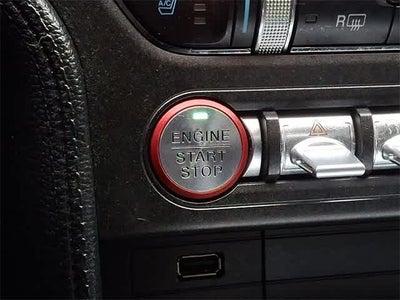 A/C
R
ENGINE
START
STOP